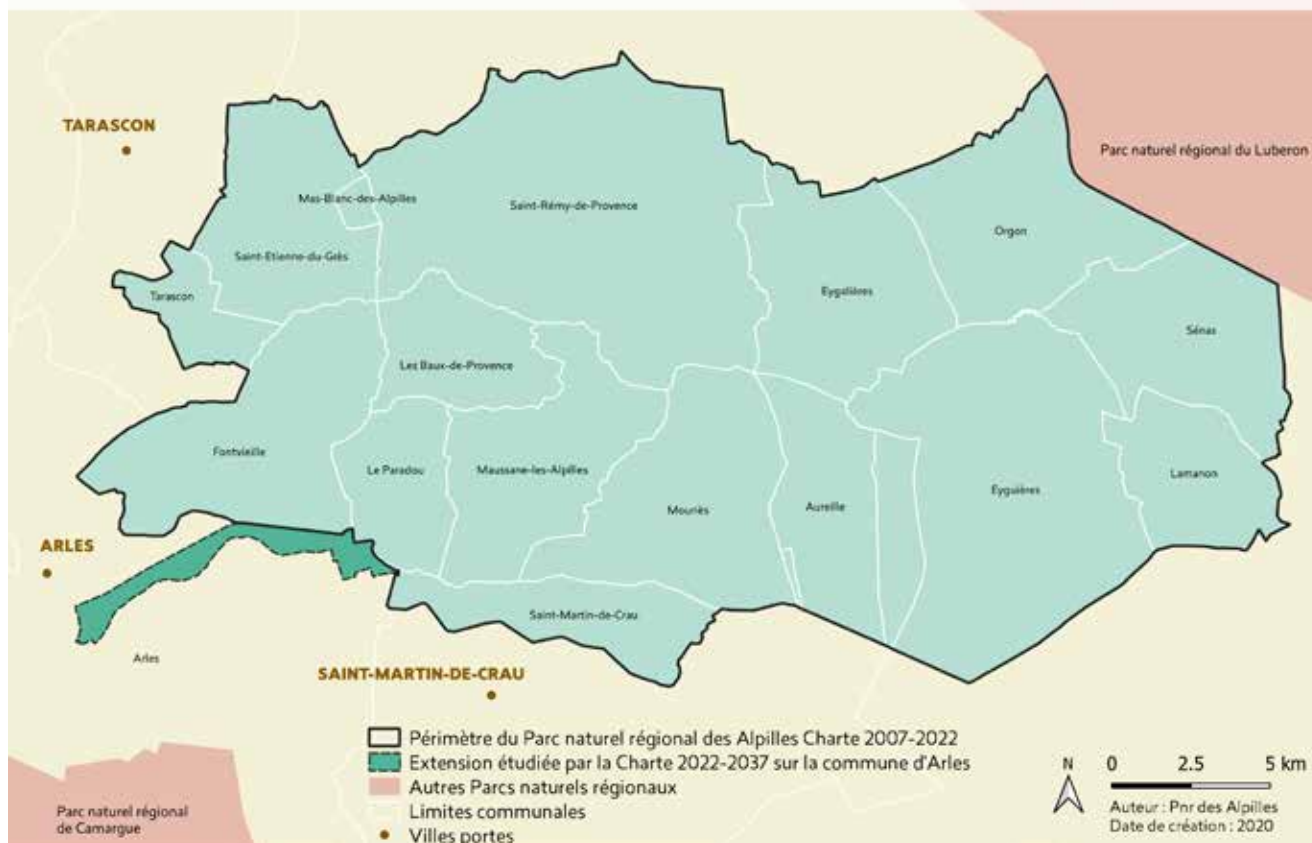 TARASCON
Parc naturel régional du Luberon
Mas-Blanc-des-Alpilles
Saint-Rémy-de-Provence
Orgon
Saint-Etienne-du-Grès
Tarascon
Eygalières
Sénas
Les Baux-de-Provence
Fontvieille
Le Paradou
Maussane-les-Alpilles
Lamanon
Mouriès
Aureille
Eyguières
ARLES
Saint-Martin-de-Crau
Arles
SAINT-MARTIN-DE-CRAU
Périmètre du Parc naturel régional des Alpilles Charte 2007-2022
Extension étudiée par la Charte 2022-2037 sur la commune d'Arles
Autres Parcs naturels régionaux
Limites communales
Villes portes
N
0 2.5 5 km
Auteur : Pnr des Alpilles
Date de création : 2020
Parc naturel régional
de Camargue